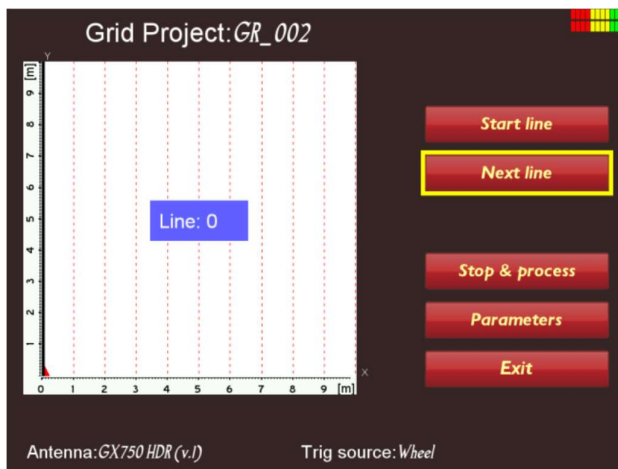 Grid Project:GR_002
Y
[m]
9
8
7
6
5
4
3
2
1
Line: 0
0 1 2 3 4 5 6 7 8 9 [m]
X
Start line
Next line
Stop & process
Parameters
Exit
Antenna:GX750 HDR (v.1) Trig source:Wheel